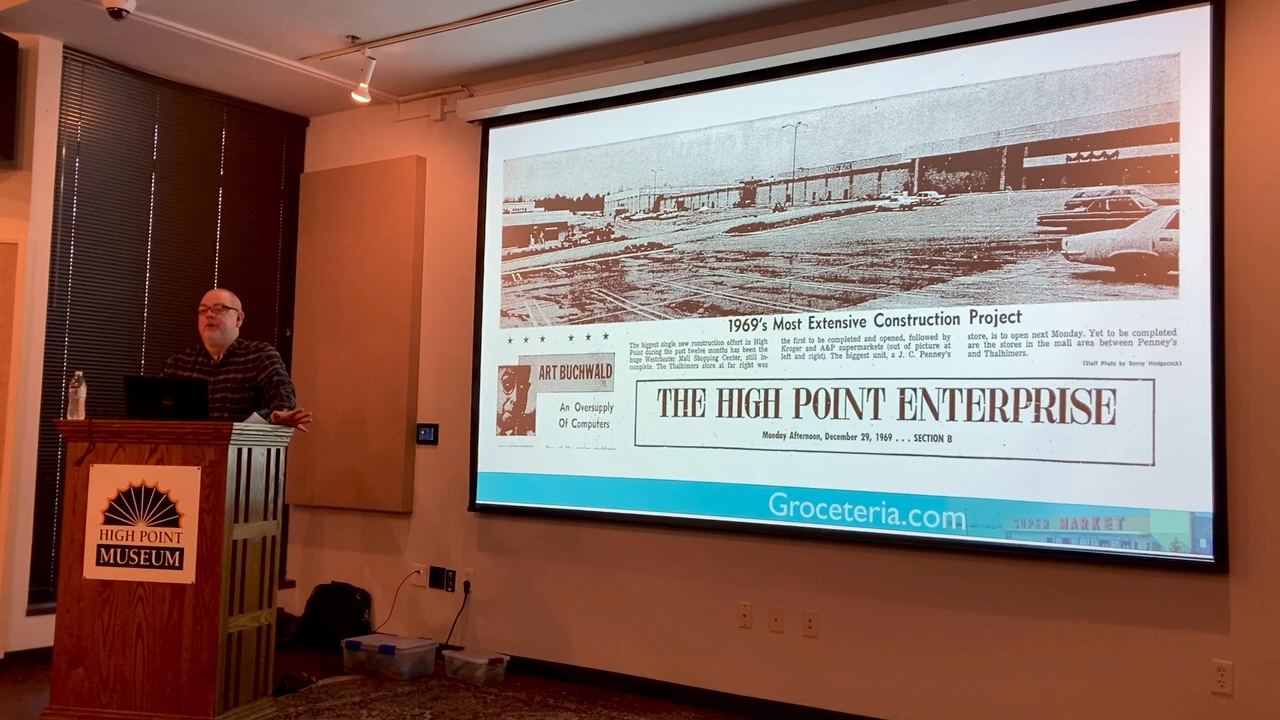 1969's Most Extensive Construction Project
The biggest single new construction effort in High
Point during the past twelve months has been the
huge Westchester Mall Shopping Center, still in-
complete. The Thalhimers store at far right was
the first to be completed and opened, followed by
Kroger and A&P supermarkets (out of picture at
left and right). The biggest unit, a J. C. Penney's
store, is to open next Monday. Yet to be completed
are the stores in the mall area between Penney's
and Thalhimers.
(Staff Photo by Sonny Hedgecock)
ART BUCHWALD
An Oversupply
Of Computers
THE HIGH POINT ENTERPRISE
Monday Afternoon, December 29, 1969 . . . SECTION B
Groceteria.com
SUPER MARKET
HIGH POINT
MUSEUM